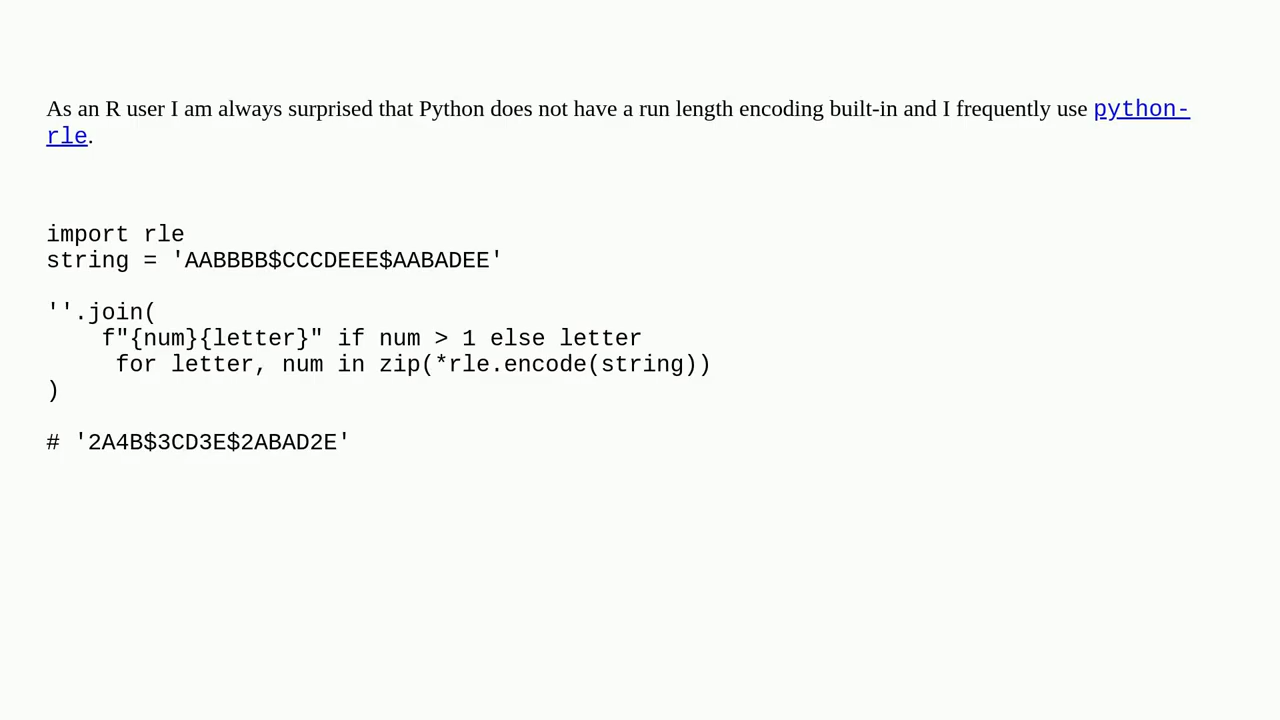 As an R user I am always surprised that Python does not have a run length encoding built-in and I frequently use python-
rle.
import rle
string = 'AABBBB$CCCDEEE$AABADEE'
''.join(
    f"{num}{letter}" if num > 1 else letter
     for letter, num in zip(*rle.encode(string))
)
# '2A4B$3CD3E$2ABAD2E'